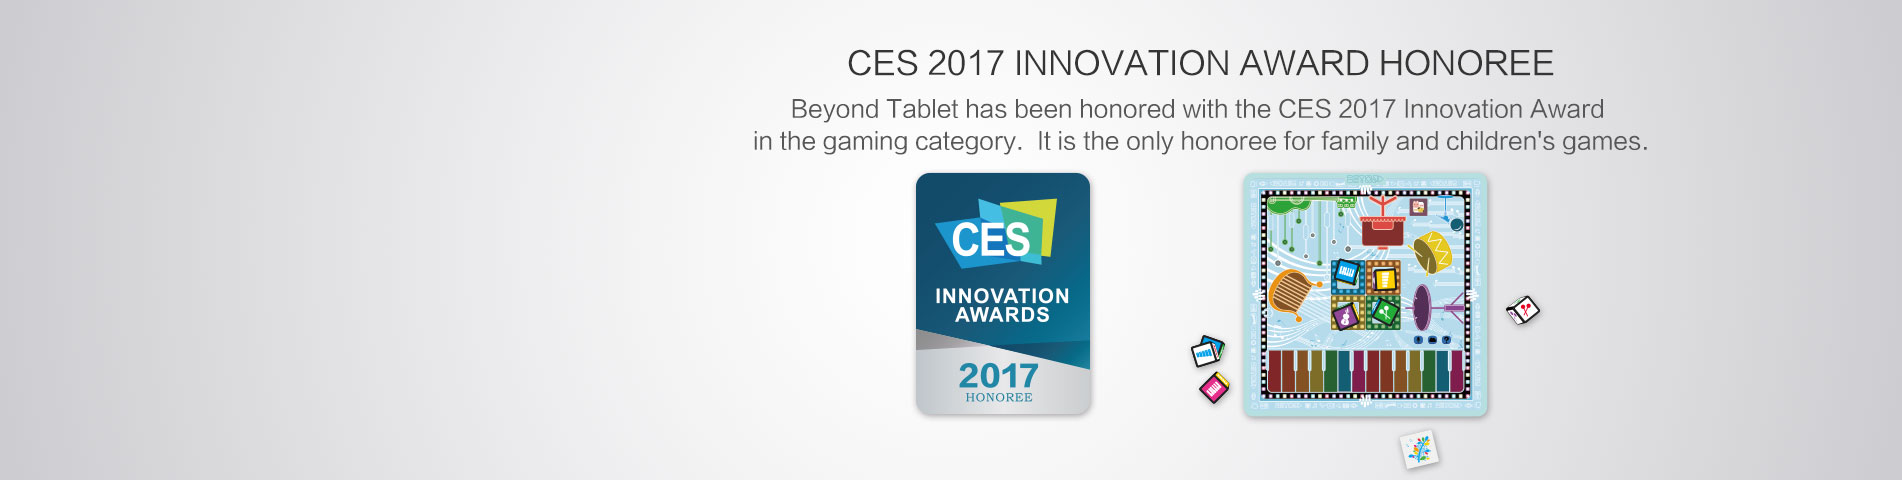 CES 2017 INNOVATION AWARD HONOREE
Beyond Tablet has been honored with the CES 2017 Innovation Award
in the gaming category.  It is the only honoree for family and children's games.
CES
INNOVATION
AWARDS
2017
HONOREE